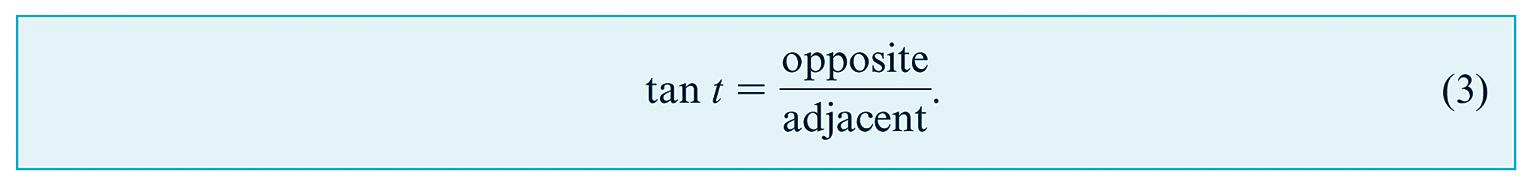 tan t = opposite / adjacent. (3)